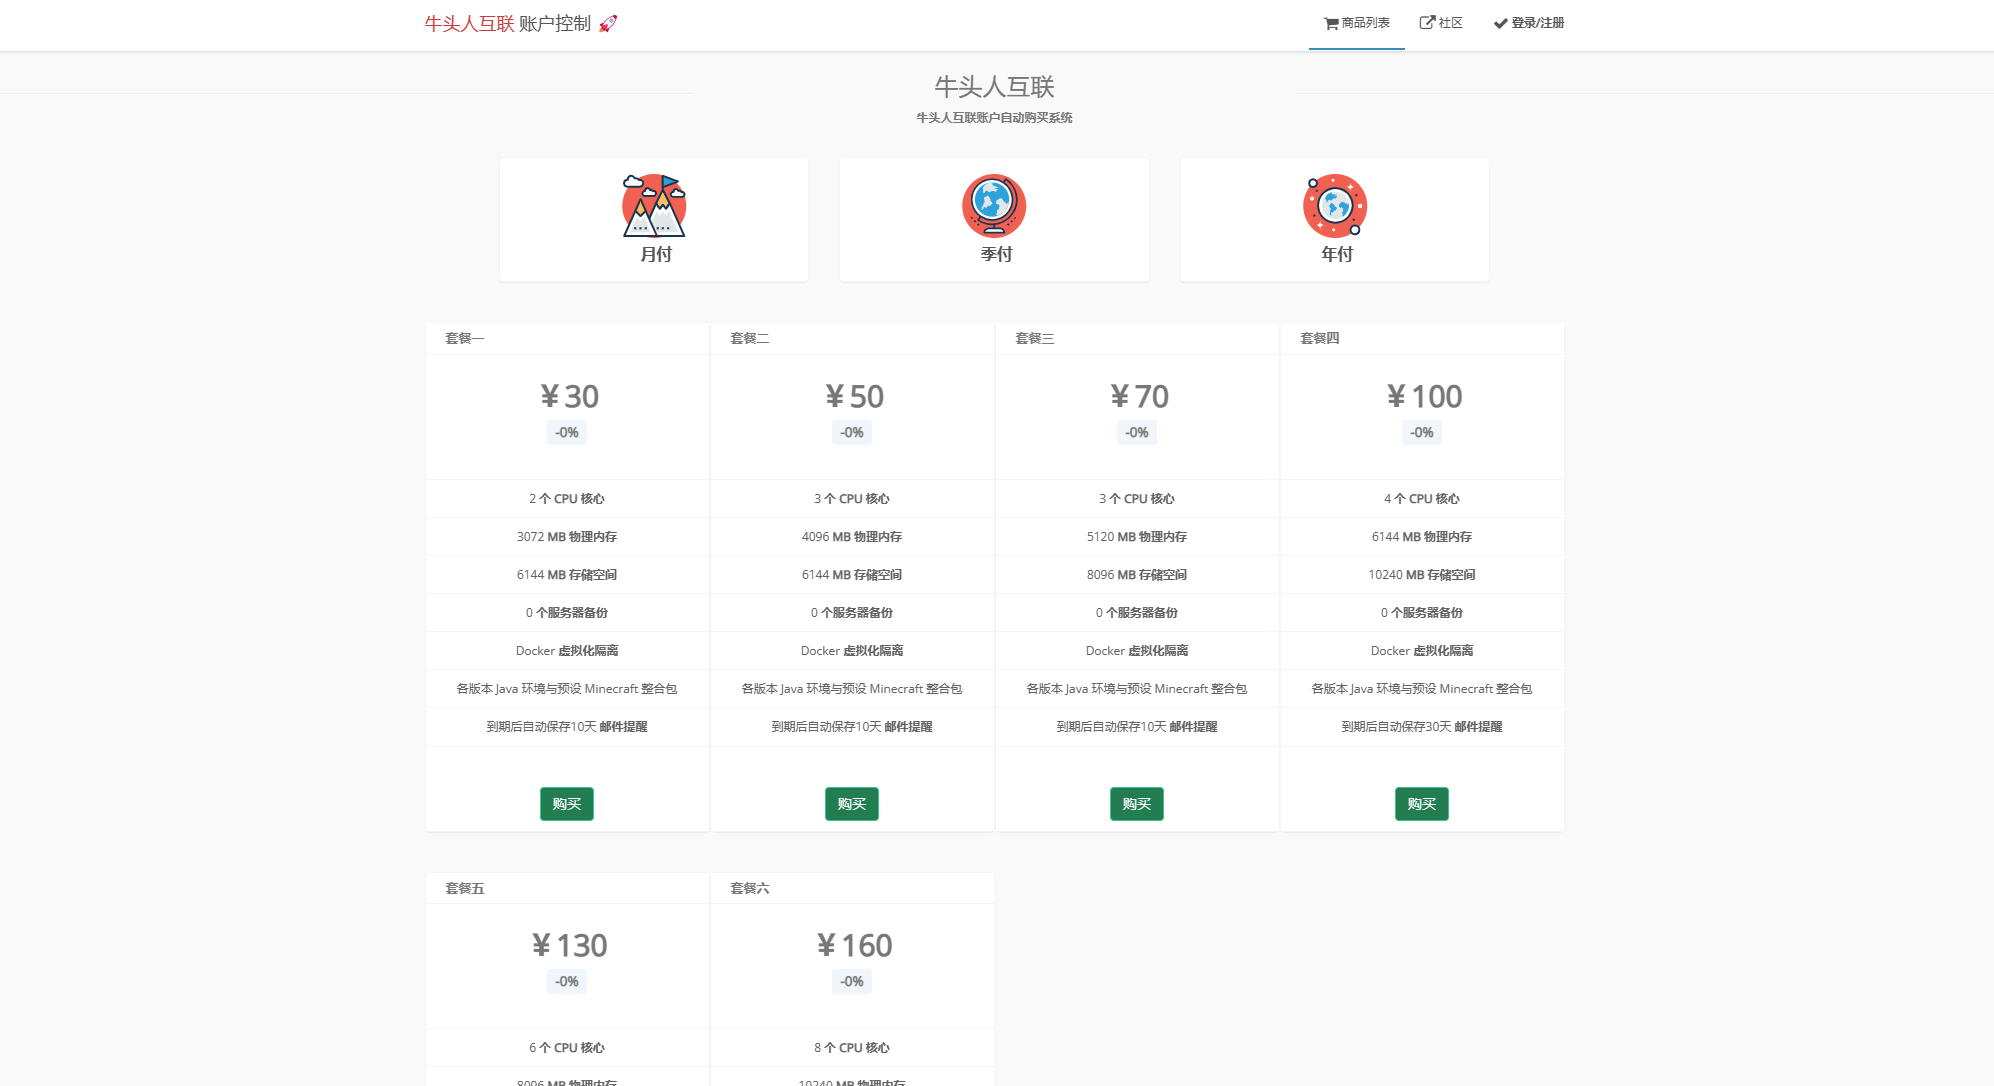 牛头人互联 账户控制
商品列表
社区
登录/注册
牛头人互联
牛头人互联账户自动购买系统
月付
季付
年付
套餐一
¥ 30
-0%
2 个 CPU 核心
3072 MB 物理内存
6144 MB 存储空间
0 个服务器备份
Docker 虚拟化隔离
各版本 Java 环境与预设 Minecraft 整合包
到期后自动保存10天 邮件提醒
购买
套餐二
¥ 50
-0%
3 个 CPU 核心
4096 MB 物理内存
6144 MB 存储空间
0 个服务器备份
Docker 虚拟化隔离
各版本 Java 环境与预设 Minecraft 整合包
到期后自动保存10天 邮件提醒
购买
套餐三
¥ 70
-0%
3 个 CPU 核心
5120 MB 物理内存
8096 MB 存储空间
0 个服务器备份
Docker 虚拟化隔离
各版本 Java 环境与预设 Minecraft 整合包
到期后自动保存10天 邮件提醒
购买
套餐四
¥ 100
-0%
4 个 CPU 核心
6144 MB 物理内存
10240 MB 存储空间
0 个服务器备份
Docker 虚拟化隔离
各版本 Java 环境与预设 Minecraft 整合包
到期后自动保存30天 邮件提醒
购买
套餐五
¥ 130
-0%
6 个 CPU 核心
8096 MB 物理内存
套餐六
¥ 160
-0%
8 个 CPU 核心
10240 MB 物理内存